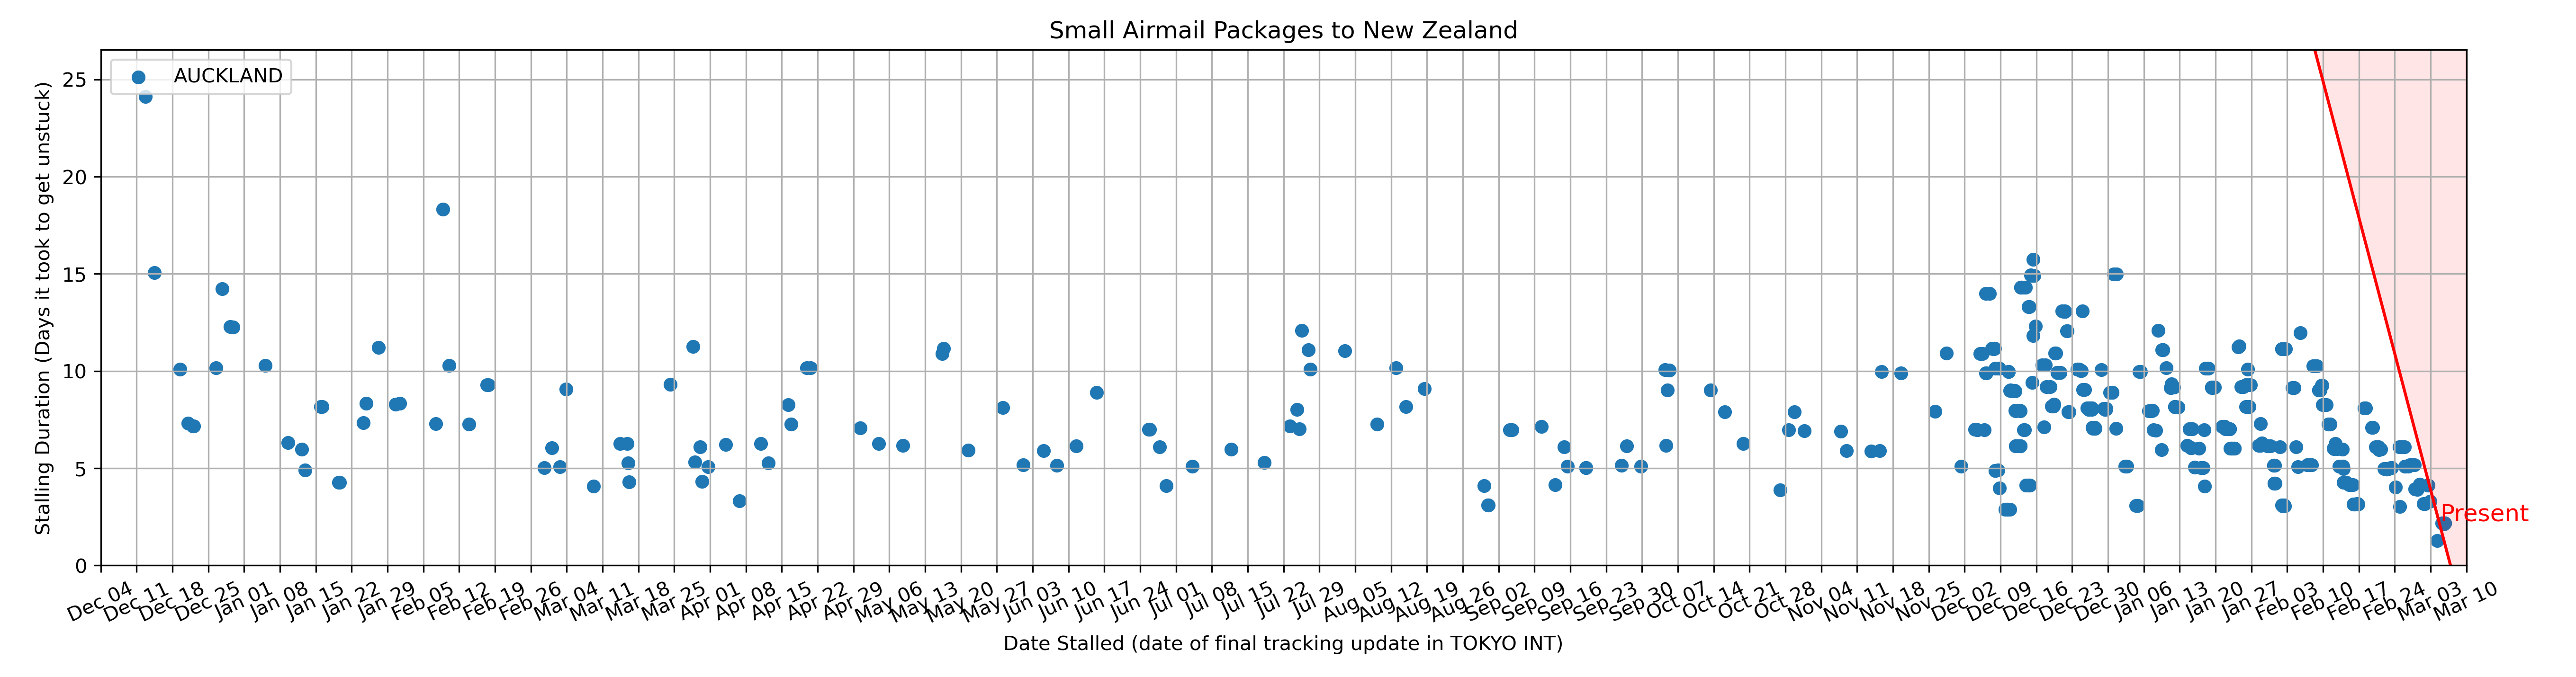 Small Airmail Packages to New Zealand
AUCKLAND
Stalling Duration (Days it took to get unstuck)
25
20
15
10
5
0
Present
Dec 04
Dec 11
Dec 18
Dec 25
Jan 01
Jan 08
Jan 15
Jan 22
Jan 29
Feb 05
Feb 12
Feb 19
Feb 26
Mar 04
Mar 11
Mar 18
Mar 25
Apr 01
Apr 08
Apr 15
Apr 22
Apr 29
May 06
May 13
May 20
May 27
Jun 03
Jun 10
Jun 17
Jun 24
Jul 01
Jul 08
Jul 15
Jul 22
Jul 29
Aug 05
Aug 12
Aug 19
Aug 26
Sep 02
Sep 09
Sep 16
Sep 23
Sep 30
Oct 07
Oct 14
Oct 21
Oct 28
Nov 04
Nov 11
Nov 18
Nov 25
Dec 02
Dec 09
Dec 16
Dec 23
Dec 30
Jan 06
Jan 13
Jan 20
Jan 27
Feb 03
Feb 10
Feb 17
Feb 24
Mar 03
Mar 10
Date Stalled (date of final tracking update in TOKYO INT)